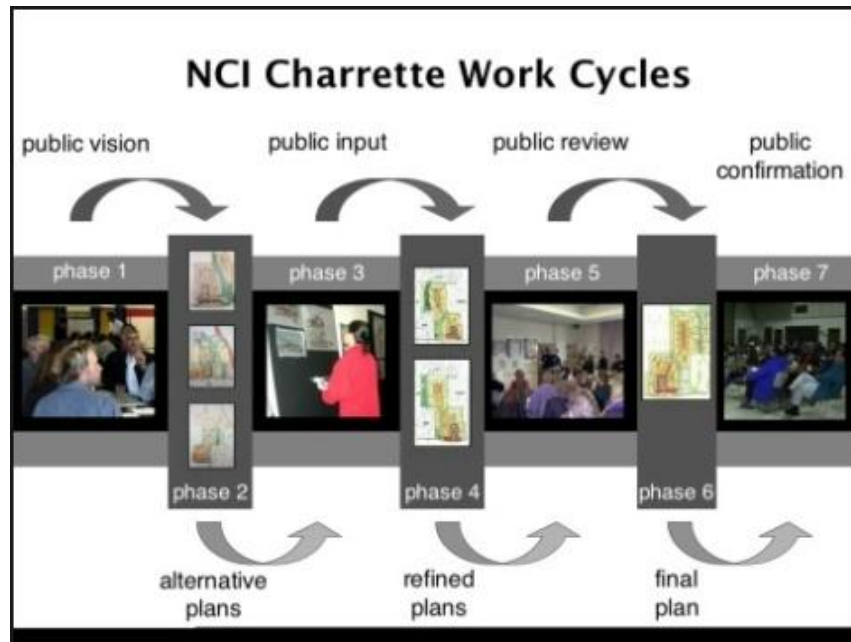 NCI Charrette Work Cycles
public vision
public input
public review
public
confirmation
phase 1
phase 3
phase 5
phase 7
phase 2
phase 4
phase 6
alternative
plans
refined
plans
final
plan